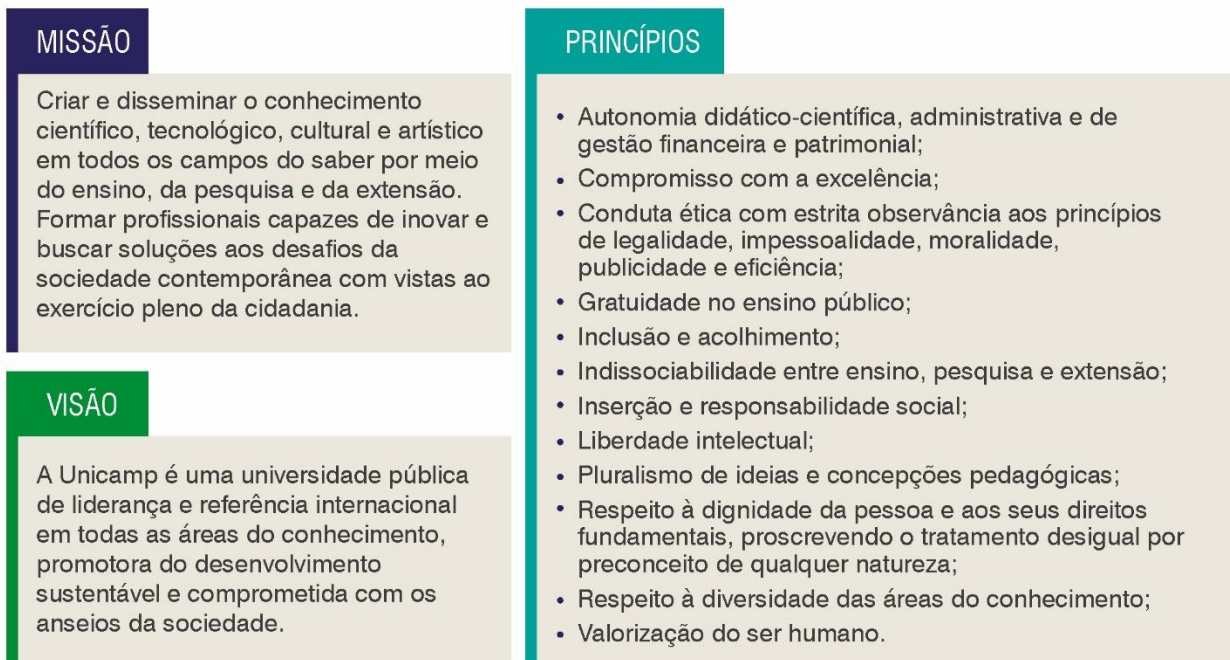 MISSÃO
Criar e disseminar o conhecimento
científico, tecnológico, cultural e artístico
em todos os campos do saber por meio
do ensino, da pesquisa e da extensão.
Formar profissionais capazes de inovar e
buscar soluções aos desafios da
sociedade contemporânea com vistas ao
exercício pleno da cidadania.
VISÃO
A Unicamp é uma universidade pública
de liderança e referência internacional
em todas as áreas do conhecimento,
promotora do desenvolvimento
sustentável e comprometida com os
anseios da sociedade.
PRINCÍPIOS
• Autonomia didático-científica, administrativa e de
gestão financeira e patrimonial;
• Compromisso com a excelência;
• Conduta ética com estrita observância aos princípios
de legalidade, impessoalidade, moralidade,
publicidade e eficiência;
• Gratuidade no ensino público;
• Inclusão e acolhimento;
• Indissociabilidade entre ensino, pesquisa e extensão;
• Inserção e responsabilidade social;
• Liberdade intelectual;
• Pluralismo de ideias e concepções pedagógicas;
• Respeito à dignidade da pessoa e aos seus direitos
fundamentais, proscrevendo o tratamento desigual por
preconceito de qualquer natureza;
• Respeito à diversidade das áreas do conhecimento;
• Valorização do ser humano.